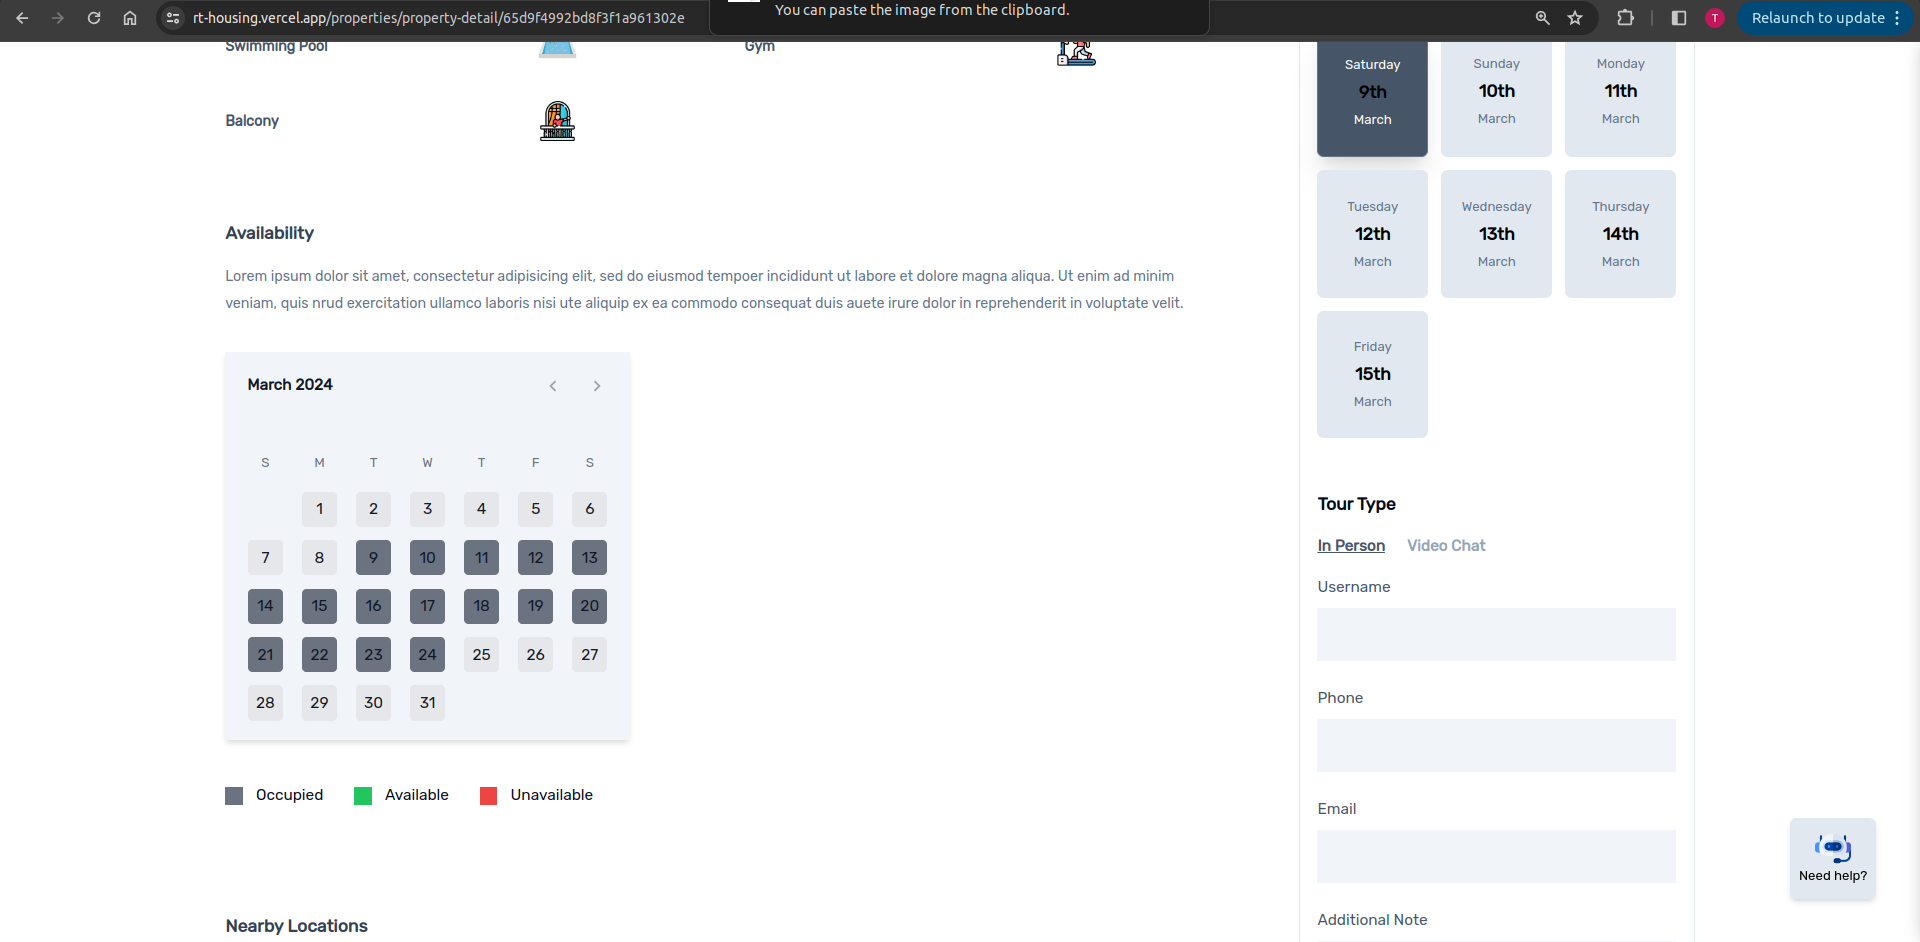 rt-housing.vercel.app/properties/property-detail/65d9f4992bd8f3f1a961302e
You can paste the image from the clipboard.
T
Relaunch to update
Swimming Pool
Gym
Balcony
Availability
Lorem ipsum dolor sit amet, consectetur adipisicing elit, sed do eiusmod tempoer incididunt ut labore et dolore magna aliqua. Ut enim ad minim
veniam, quis nrud exercitation ullamco laboris nisi ute aliquip ex ea commodo consequat duis auete irure dolor in reprehenderit in voluptate velit.
March 2024
S M T W T F S
1 2 3 4 5 6
7 8 9 10 11 12 13
14 15 16 17 18 19 20
21 22 23 24 25 26 27
28 29 30 31
Occupied Available Unavailable
Nearby Locations
Saturday Sunday Monday
9th 10th 11th
March March March
Tuesday Wednesday Thursday
12th 13th 14th
March March March
Friday
15th
March
Tour Type
In Person Video Chat
Username
Phone
Email
Additional Note
Need help?